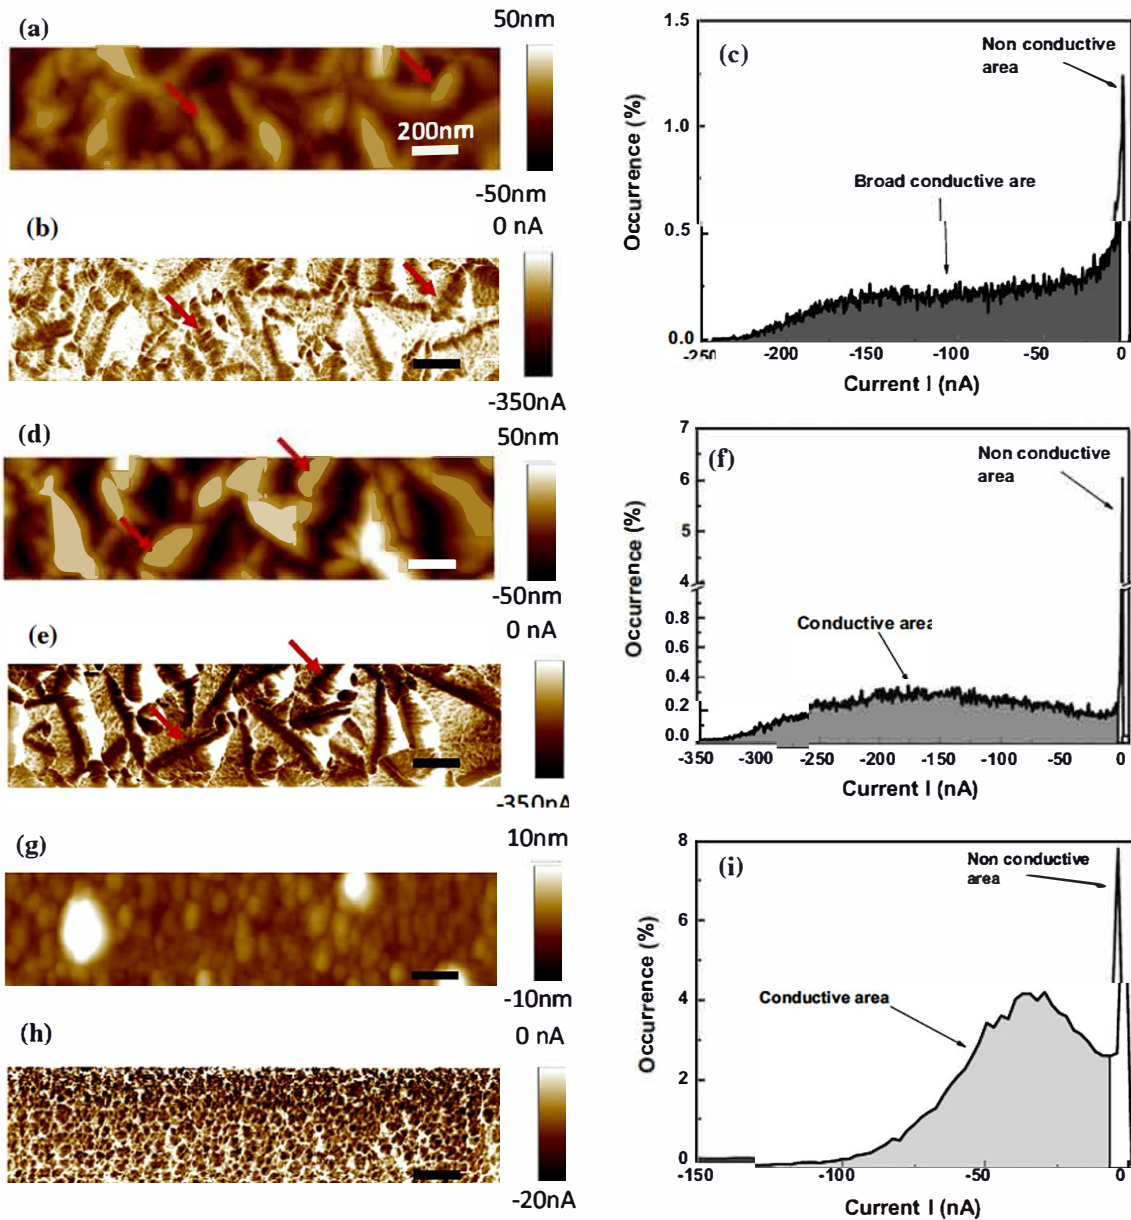 (a)
50nm
200nm
-50nm
(b)
0 nA
-350nA
(c)
1.5
1.0
0.5
0.0
Occurrence (%)
Non conductive
area
Broad conductive are
-250
-200
-150
-100
-50
0
Current I (nA)
(d)
50nm
-50nm
(e)
0 nA
-350nA
(f)
7
6
5
4
0.8
0.6
0.4
0.2
0.0
Occurrence (%)
Non conductive
area
Conductive area
-350
-300
-250
-200
-150
-100
-50
0
Current I (nA)
(g)
10nm
-10nm
(h)
0 nA
-20nA
(i)
8
6
4
2
0
Occurrence (%)
Non conductive
area
Conductive area
-150
-100
-50
0
Current I (nA)